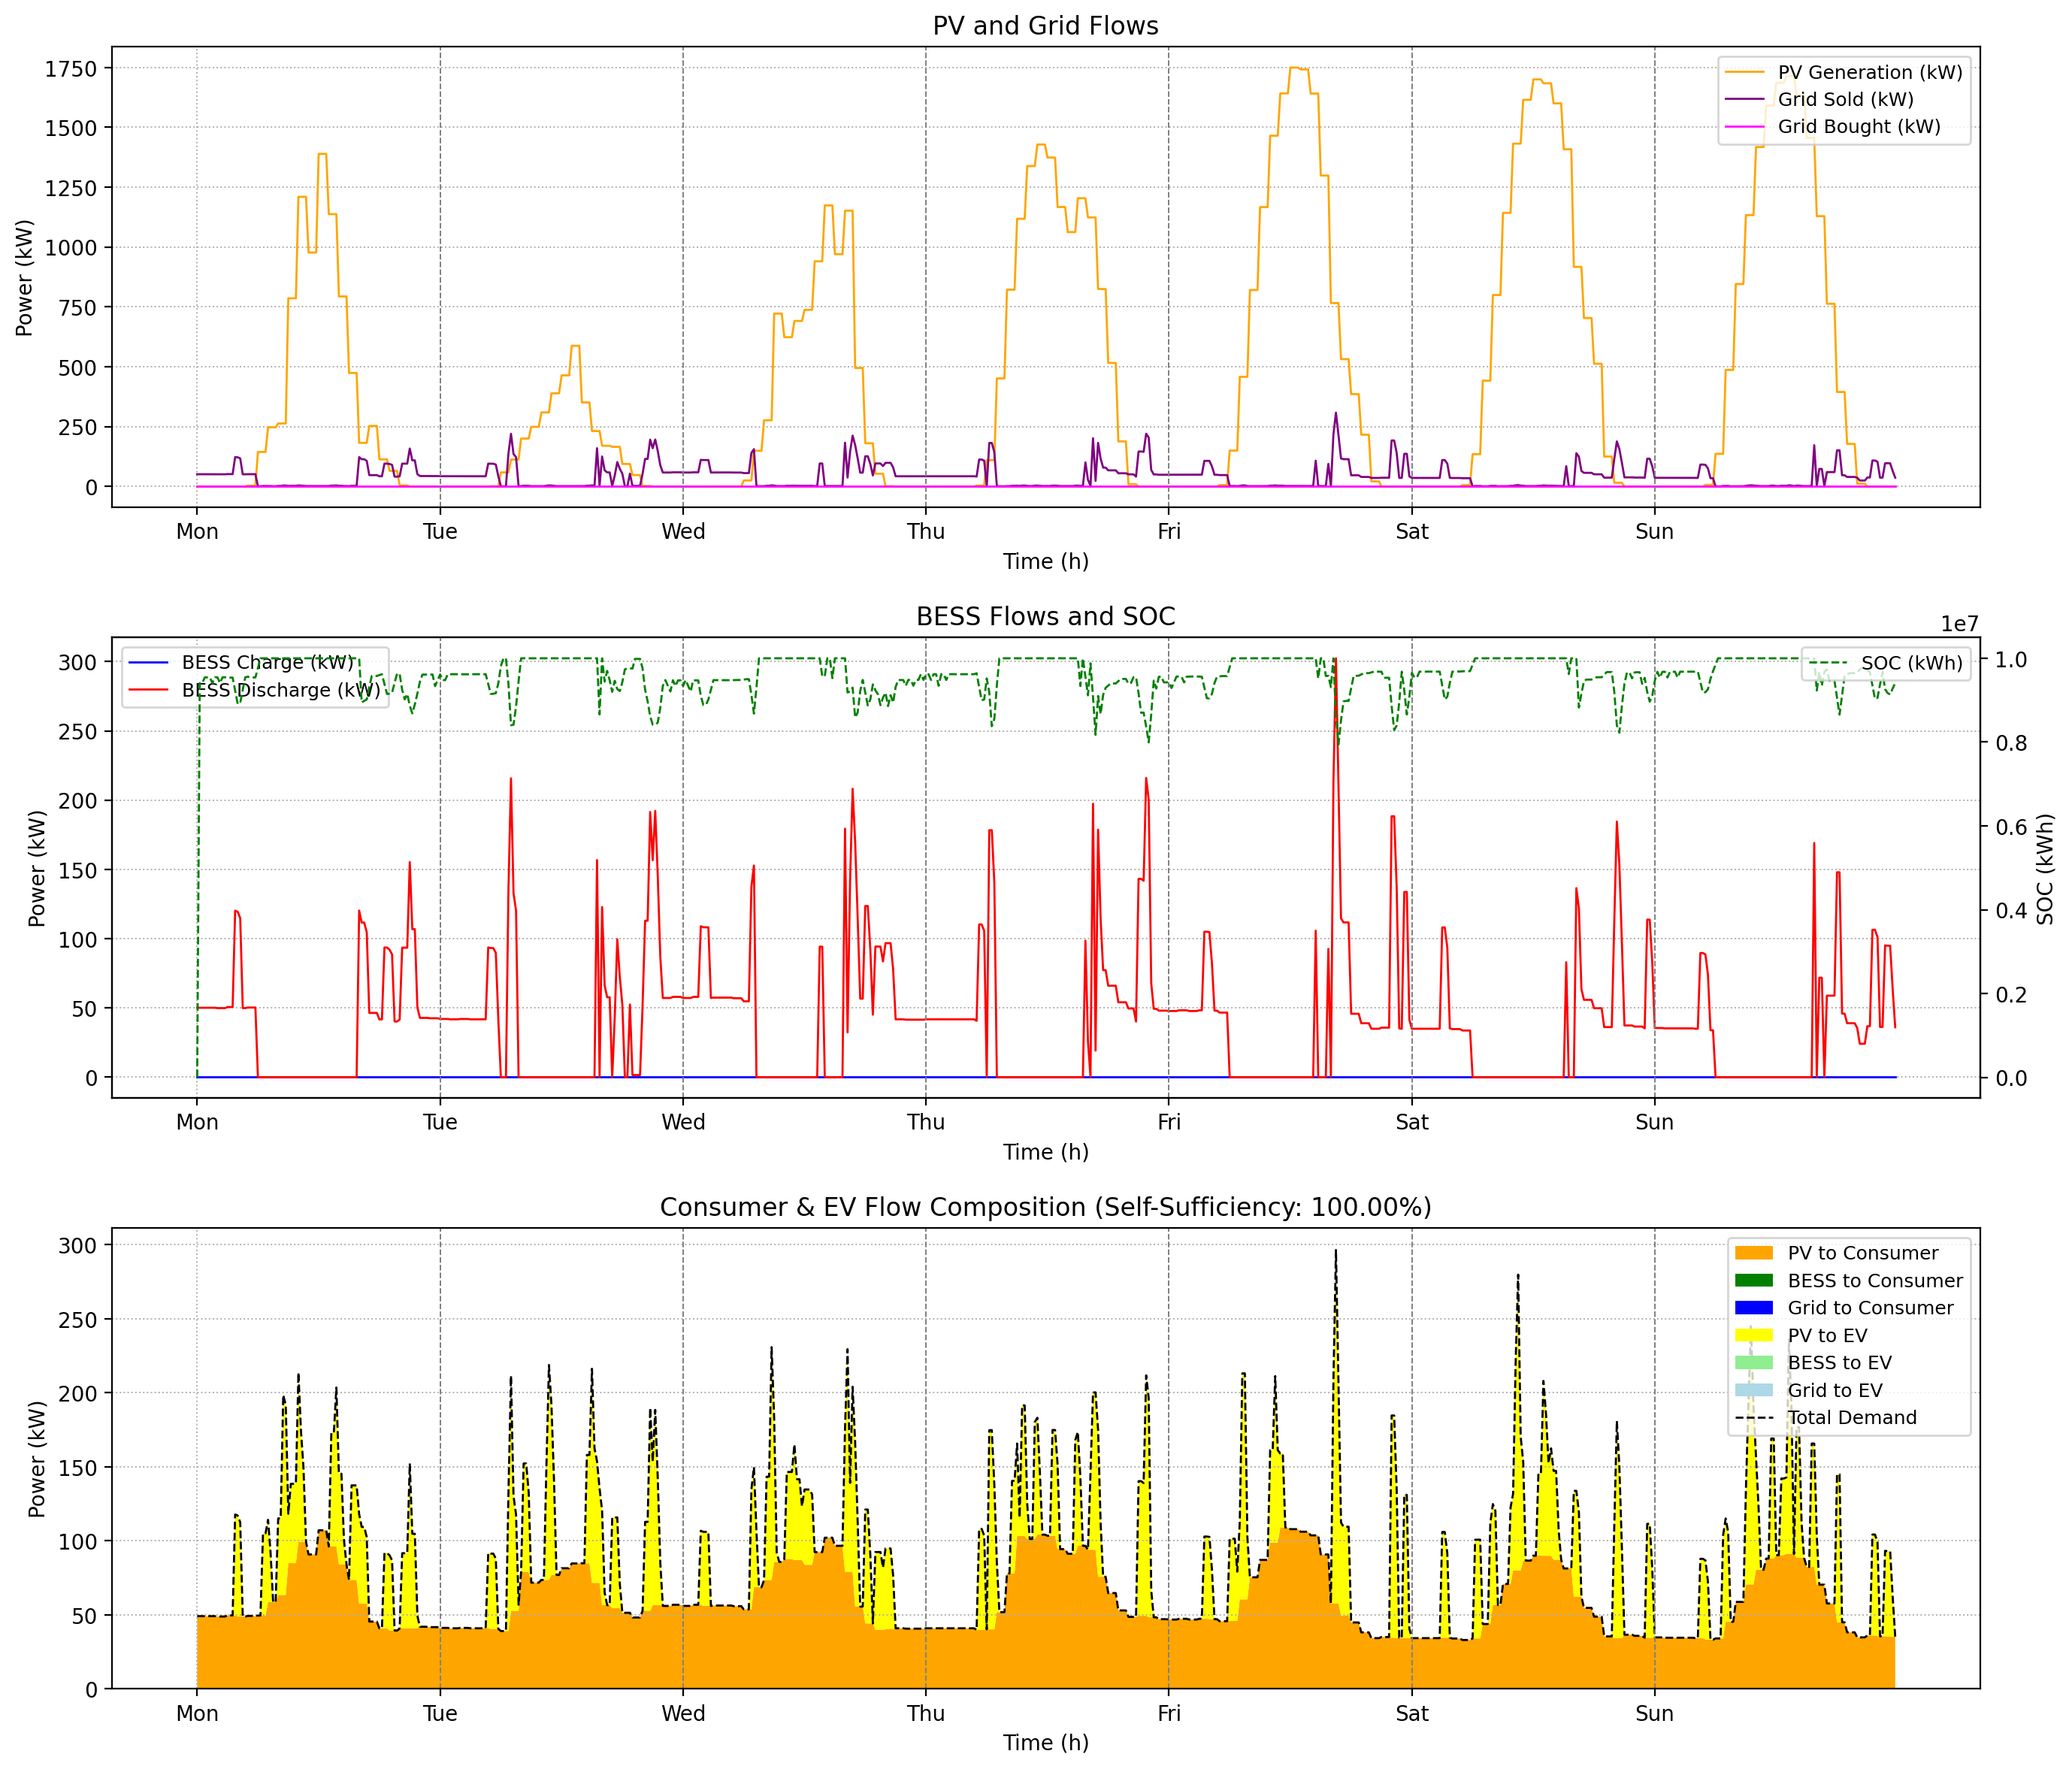 PV and Grid Flows
PV Generation (kW)
Grid Sold (kW)
Grid Bought (kW)
Power (kW)
1750
1500
1250
1000
750
500
250
0
Mon Tue Wed Thu Fri Sat Sun
Time (h)
BESS Flows and SOC
1e7
BESS Charge (kW)
BESS Discharge (kW)
SOC (kWh)
Power (kW)
300
250
200
150
100
50
0
1.0
0.8
0.6
0.4
0.2
0.0
SOC (kWh)
Mon Tue Wed Thu Fri Sat Sun
Time (h)
Consumer & EV Flow Composition (Self-Sufficiency: 100.00%)
PV to Consumer
BESS to Consumer
Grid to Consumer
PV to EV
BESS to EV
Grid to EV
Total Demand
Power (kW)
300
250
200
150
100
50
0
Mon Tue Wed Thu Fri Sat Sun
Time (h)